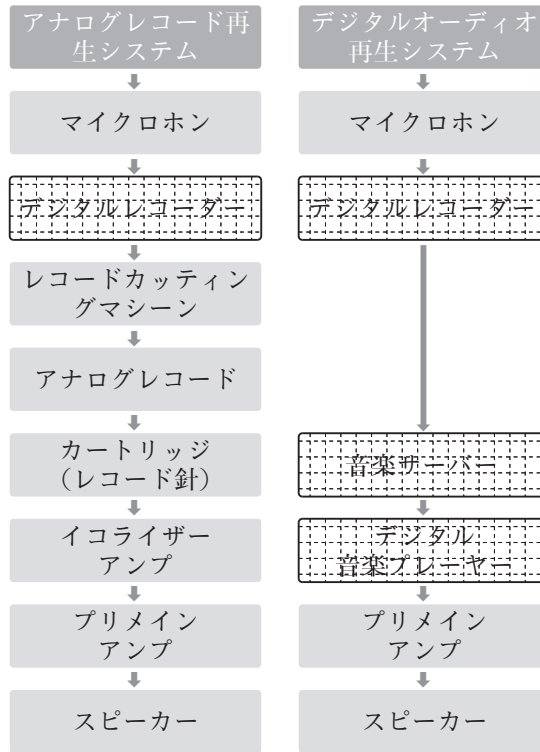 アナログレコード再
生システム
マイクロホン
デジタルレコーダー
レコードカッティン
グマシーン
アナログレコード
カートリッジ
（レコード針）
イコライザー
アンプ
プリメイン
アンプ
スピーカー
デジタルオーディオ
再生システム
マイクロホン
デジタルレコーダー
音楽サーバー
デジタル
音楽プレーヤー
プリメイン
アンプ
スピーカー